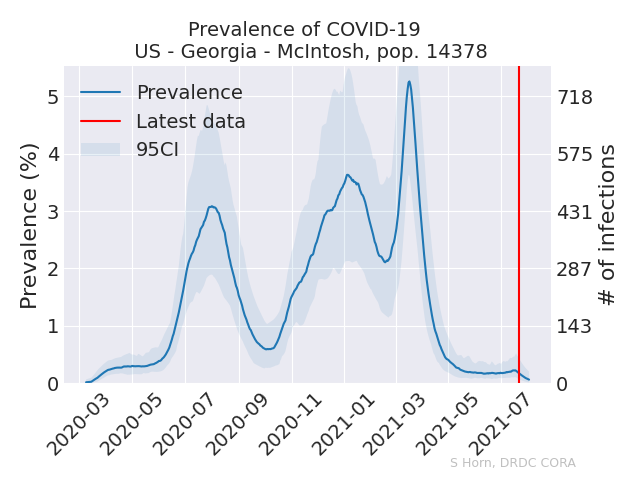 Prevalence of COVID-19
US - Georgia - McIntosh, pop. 14378
Prevalence
Latest data
95CI
Prevalence (%)
5
4
3
2
1
0
718
575
431
287
143
0
# of infections
2020-03
2020-05
2020-07
2020-09
2020-11
2021-01
2021-03
2021-05
2021-07
S Horn, DRDC CORA